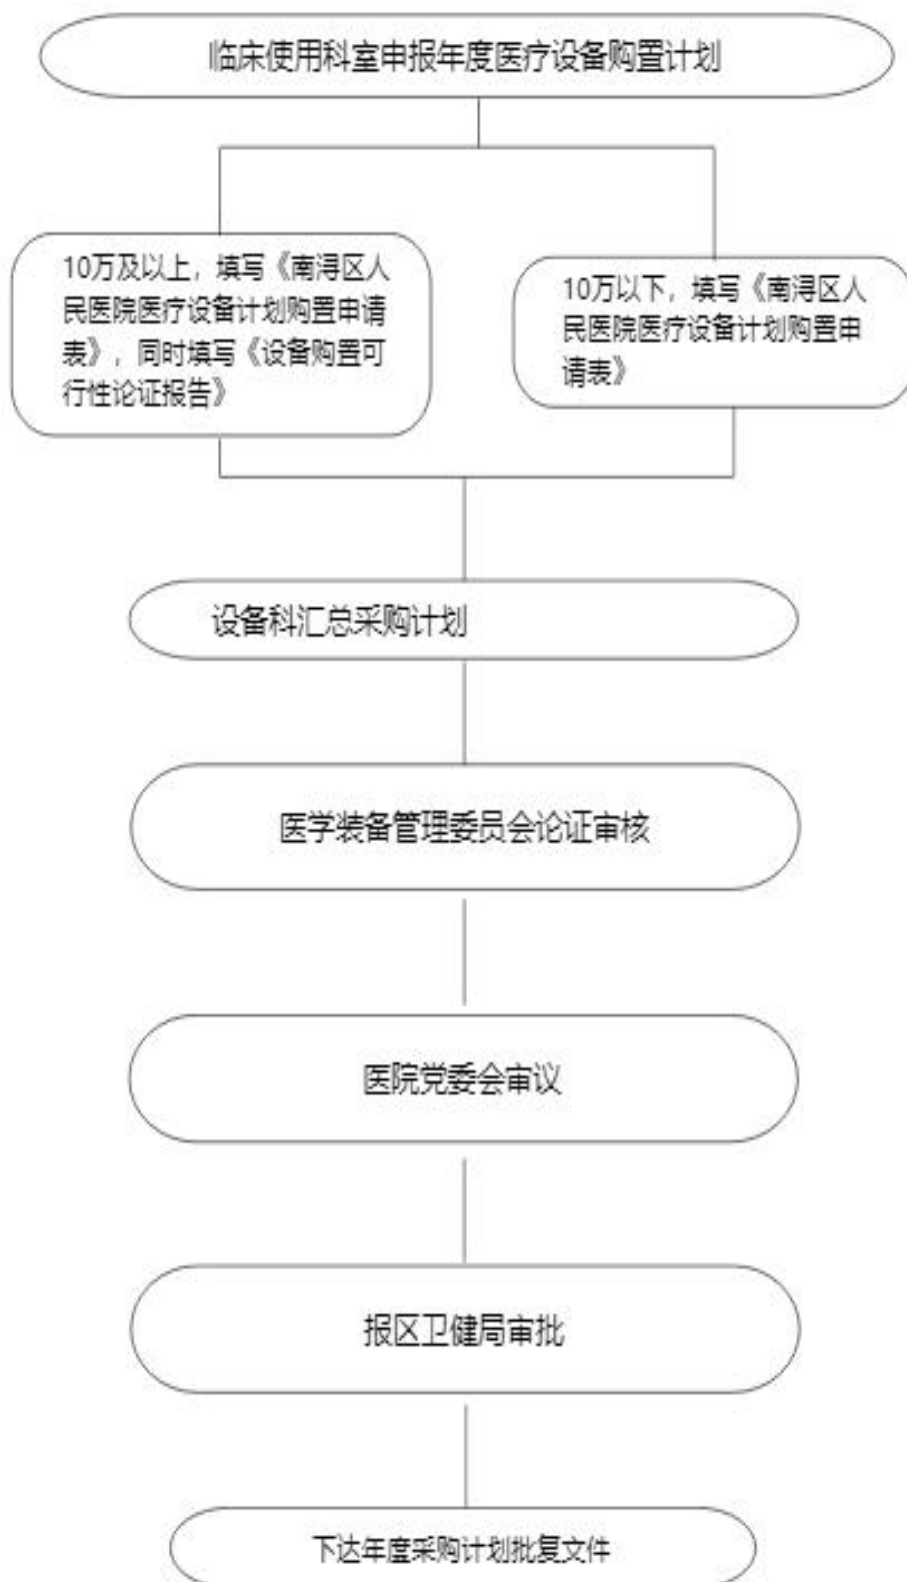 临床使用科室申报年度医疗设备购置计划
10万及以上，填写《南浔区人
民医院医疗设备计划购置申请
表》，同时填写《设备购置可
行性论证报告》
10万以下，填写《南浔区人
民医院医疗设备计划购置申
请表》
设备科汇总采购计划
医学装备管理委员会论证审核
医院党委会审议
报区卫健局审批
下达年度采购计划批复文件